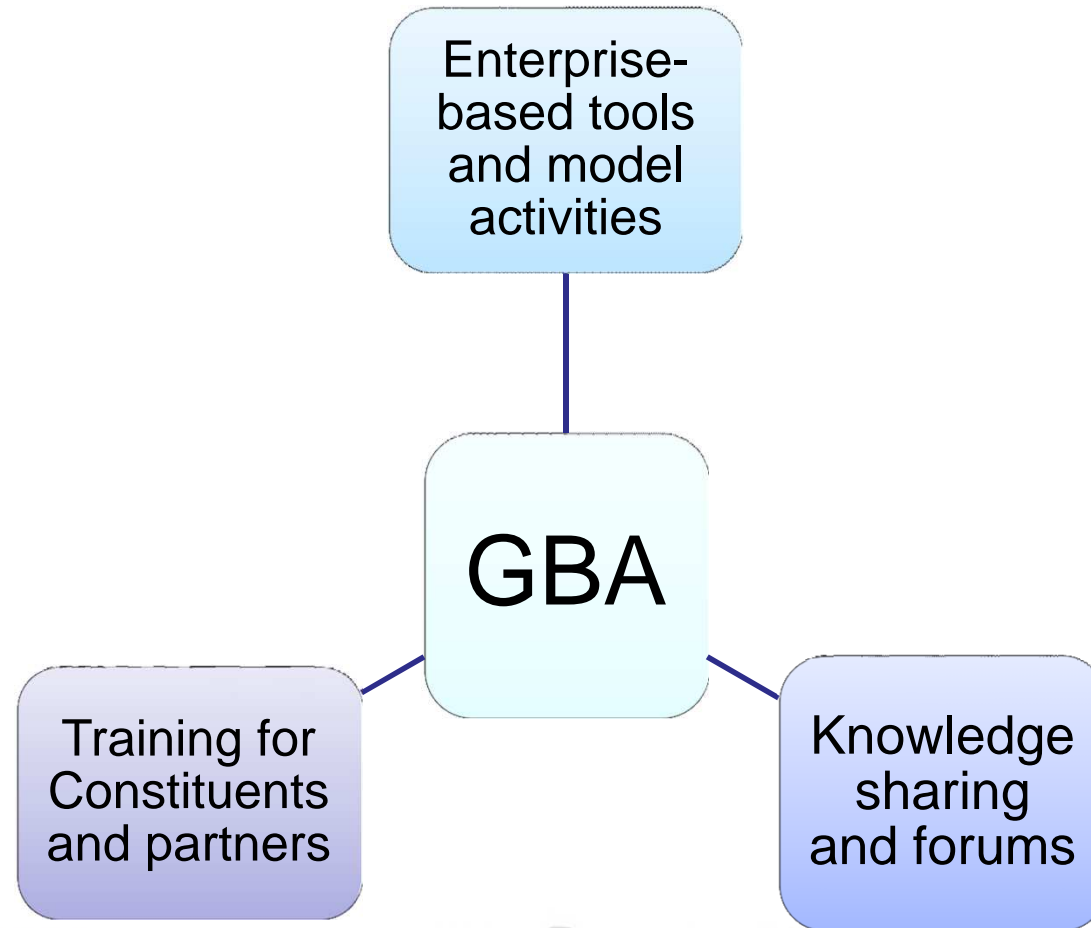 Enterprise-
based tools
and model
activities
GBA
Training for
Constituents
and partners
Knowledge
sharing
and forums